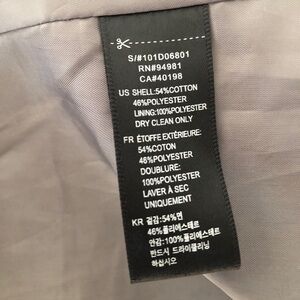 S/#101D06801
RN#94981
CA#40198
US SHELL:54%COTTON
46%POLYESTER
LINING:100%POLYESTER
DRY CLEAN ONLY
FR ÉTOFFE EXTÉRIEURE:
54%COTON
46%POLYESTER
DOUBLURE:
100%POLYESTER
LAVER À SEC
UNIQUEMENT
KR 겉감:54%면
46%폴리에스테르
안감:100%폴리에스테르
반드시 드라이클리닝
하십시오